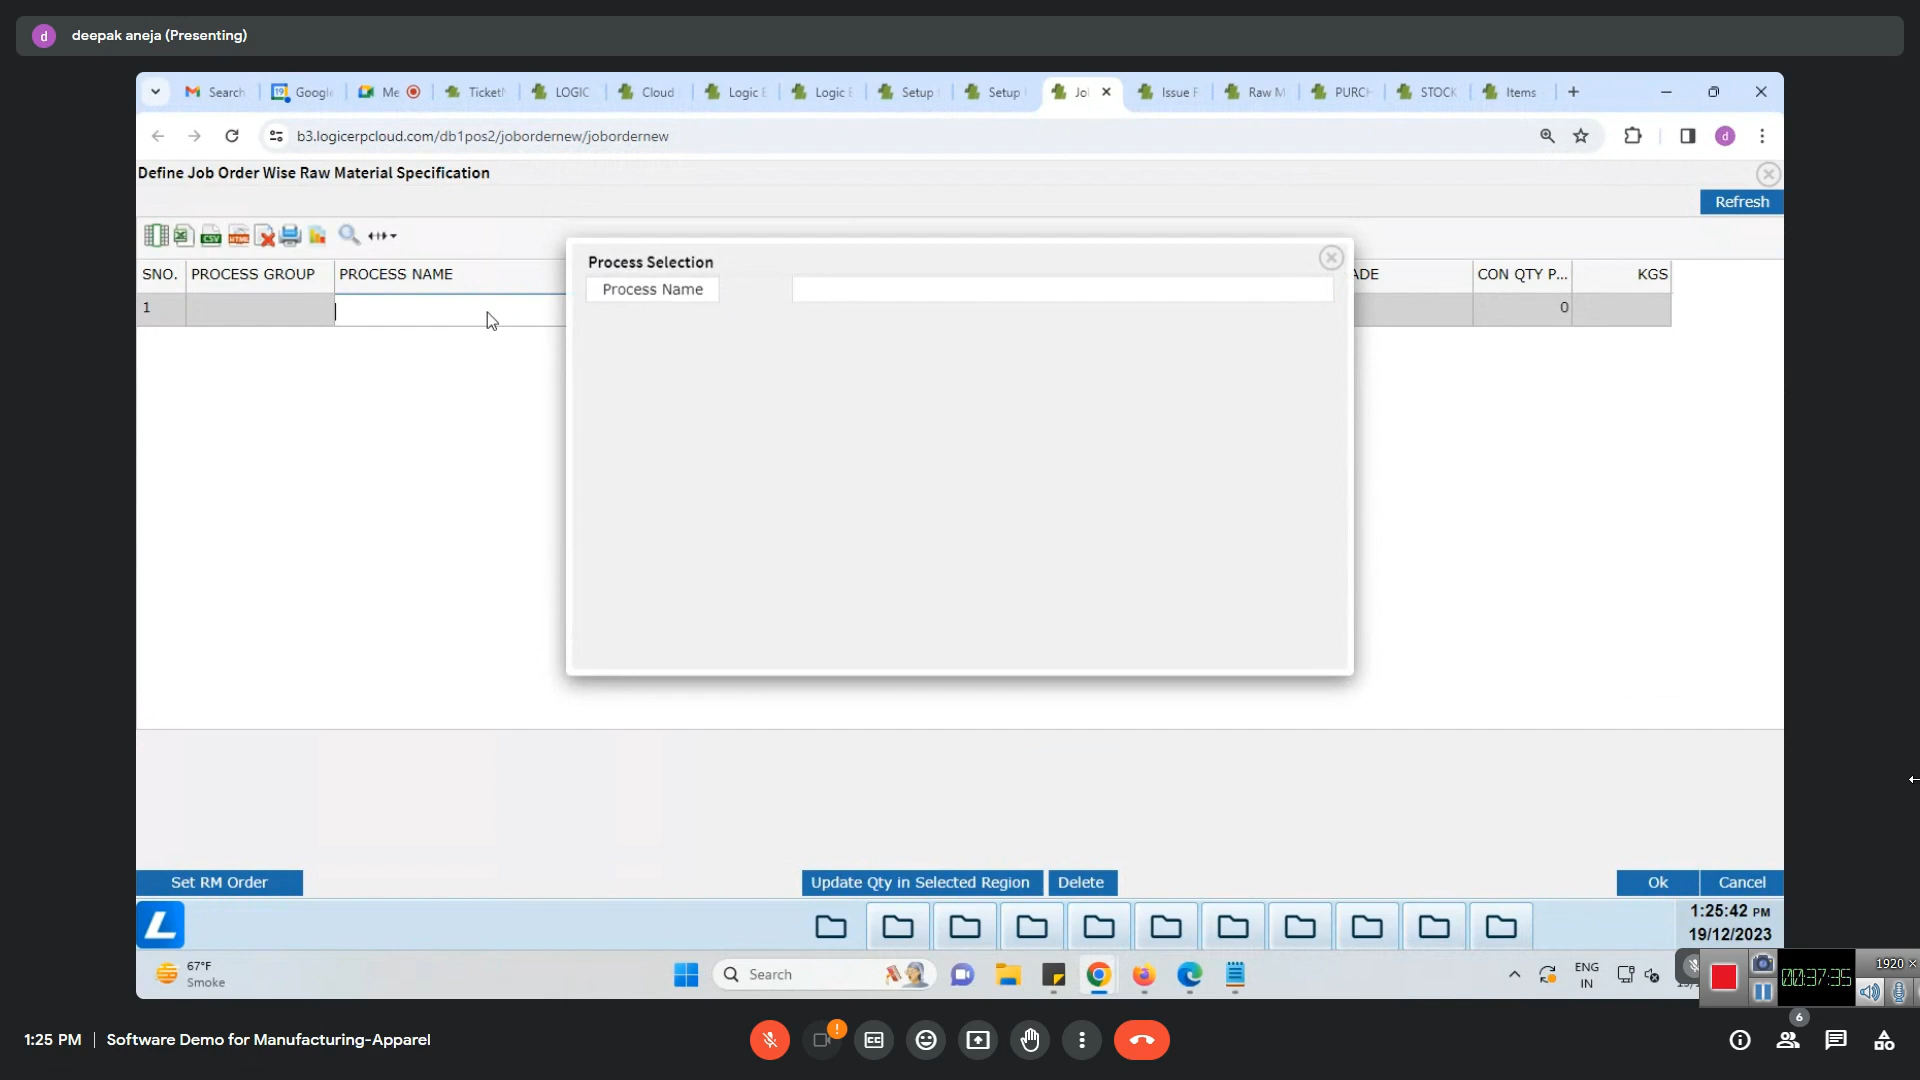 d deepak aneja (Presenting)
Search Google Me Ticket LOGIC Cloud Logic E Logic E Setup Setup Jo Issue F Raw M PURCH STOCK Items
b3.logicerpcloud.com/db1pos2/jobordernew/jobordernew d
Define Job Order Wise Raw Material Specification
Refresh
CSV HTML
SNO. PROCESS GROUP PROCESS NAME
ADE CON QTY P... KGS
1 0
Process Selection
Process Name
Set RM Order Update Qty in Selected Region Delete Ok Cancel
L
1:25:42 PM
19/12/2023
67°F
Smoke
Search
ENG
IN
00:37:35
1920 ×
6
1:25 PM Software Demo for Manufacturing-Apparel